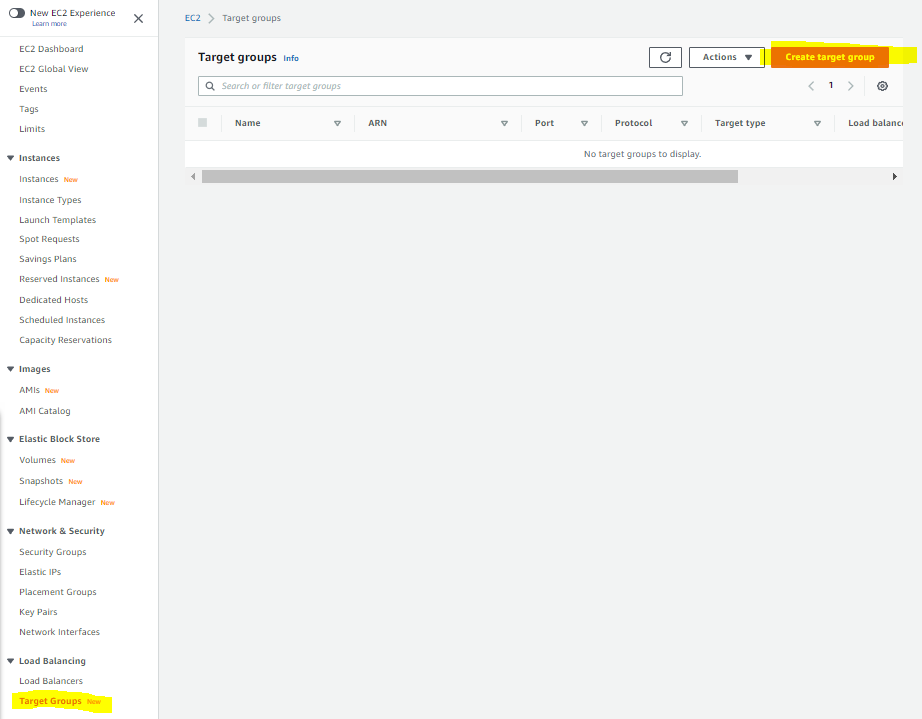 New EC2 Experience
Learn more
EC2 Dashboard
EC2 Global View
Events
Tags
Limits
Instances
Instances New
Instance Types
Launch Templates
Spot Requests
Savings Plans
Reserved Instances New
Dedicated Hosts
Scheduled Instances
Capacity Reservations
Images
AMIs New
AMI Catalog
Elastic Block Store
Volumes New
Snapshots New
Lifecycle Manager New
Network & Security
Security Groups
Elastic IPs
Placement Groups
Key Pairs
Network Interfaces
Load Balancing
Load Balancers
Target Groups New
EC2 > Target groups
Target groups Info
Actions
Create target group
Search or filter target groups
1
Name ARN Port Protocol Target type Load balance
No target groups to display.